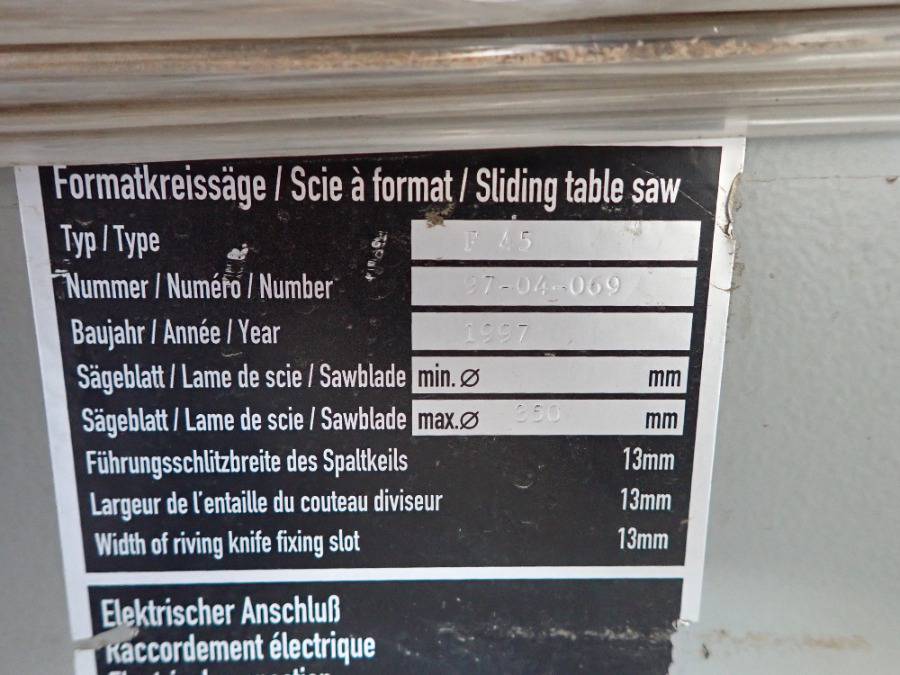 Formatkreissäge / Scie à format / Sliding table saw
Typ / Type F 45
Nummer / Numéro / Number 97-04-069
Baujahr / Année / Year 1997
Sägeblatt / Lame de scie / Sawblade min. Ø mm
Sägeblatt / Lame de scie / Sawblade max. Ø 350 mm
Führungsschlitzbreite des Spaltkeils 13mm
Largeur de l'entaille du couteau diviseur 13mm
Width of riving knife fixing slot 13mm
Elektrischer Anschluß
Raccordement électrique